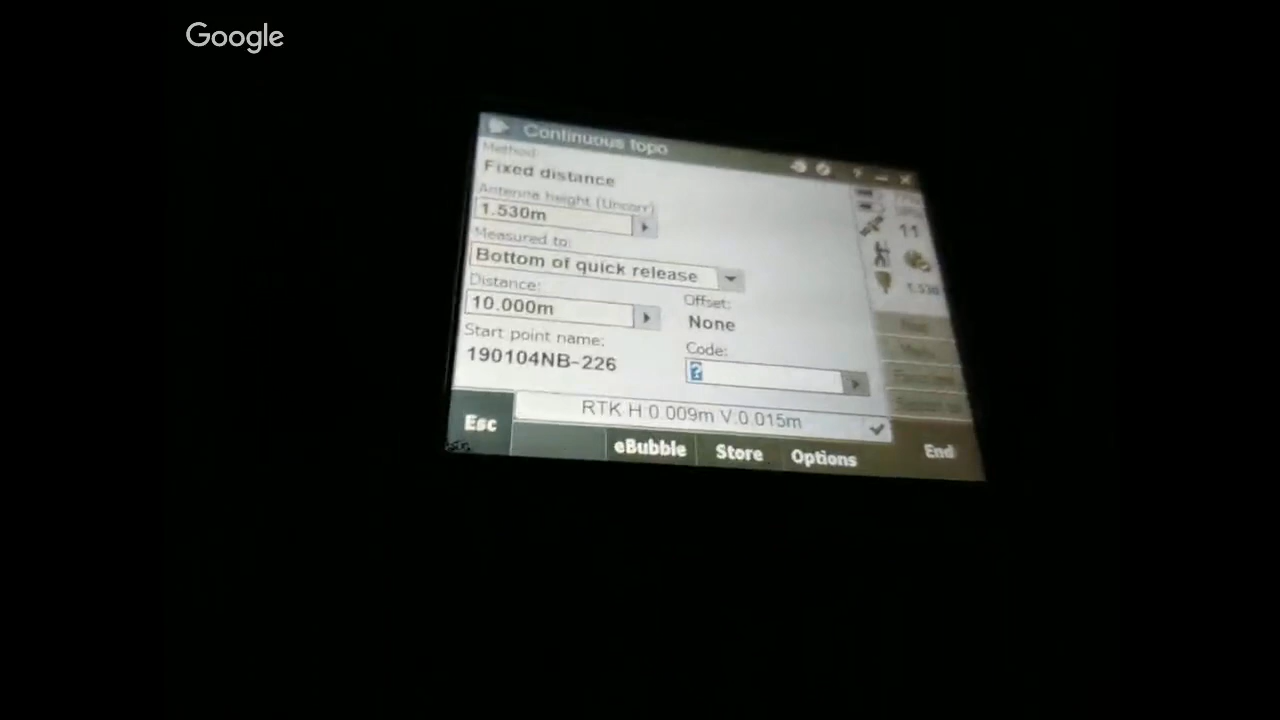 Google
Continuous topo
Method:
Fixed distance
Antenna height (Uncorr)
1.530m
Measured to:
Bottom of quick release
Distance:
10.000m
Offset:
None
Start point name:
190104NB-226
Code:
?
11
1.530
RTK H:0.009m V:0.015m
Esc
eBubble
Store
Options
End